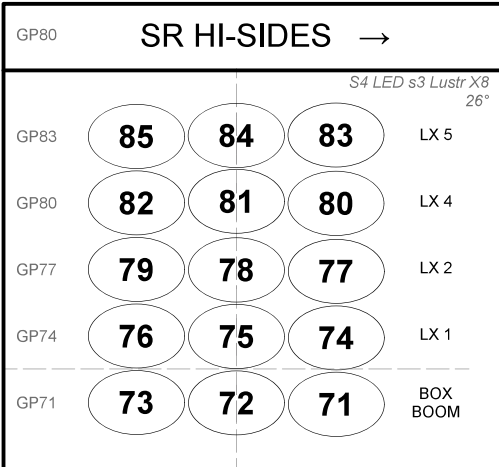 GP80 SR HI-SIDES →
S4 LED s3 Lustr X8
26°
GP83 85 84 83 LX 5
GP80 82 81 80 LX 4
GP77 79 78 77 LX 2
GP74 76 75 74 LX 1
GP71 73 72 71 BOX
BOOM